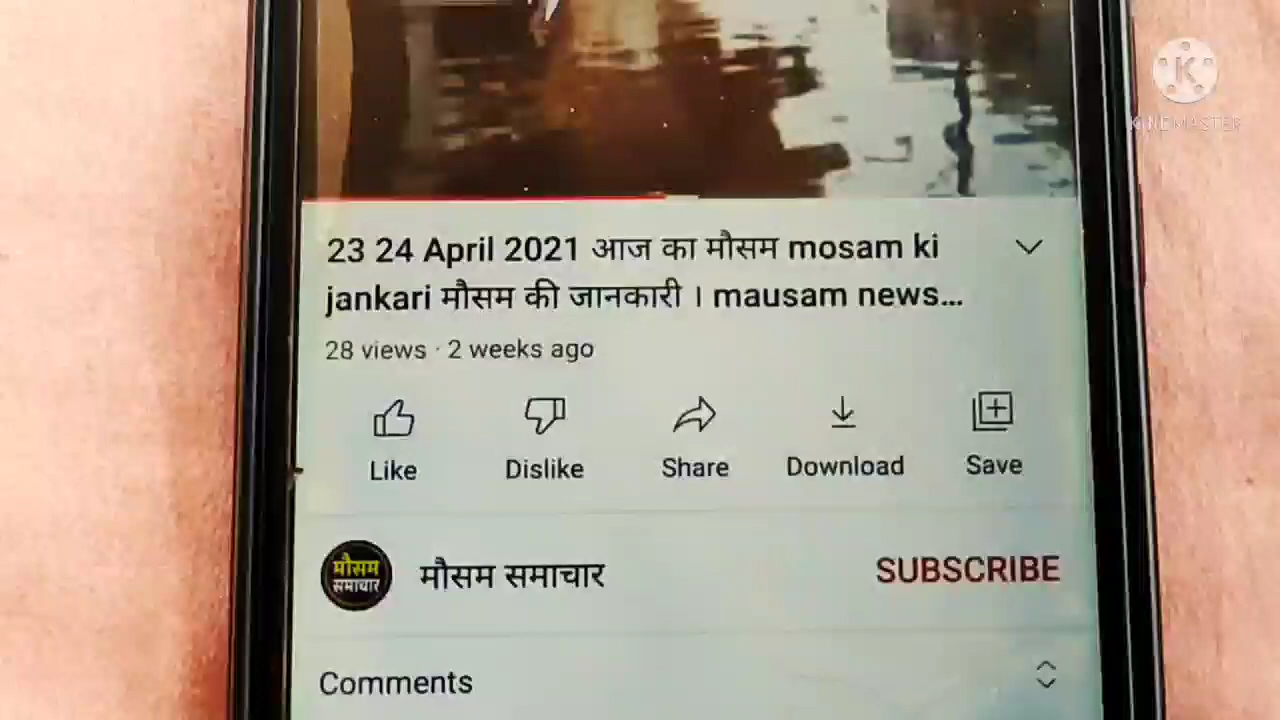 K
KINEMASTER
23 24 April 2021 आज का मौसम mosam ki
jankari मौसम की जानकारी । mausam news...
28 views · 2 weeks ago
Like Dislike Share Download Save
मौसम
समाचार
मौसम समाचार SUBSCRIBE
Comments